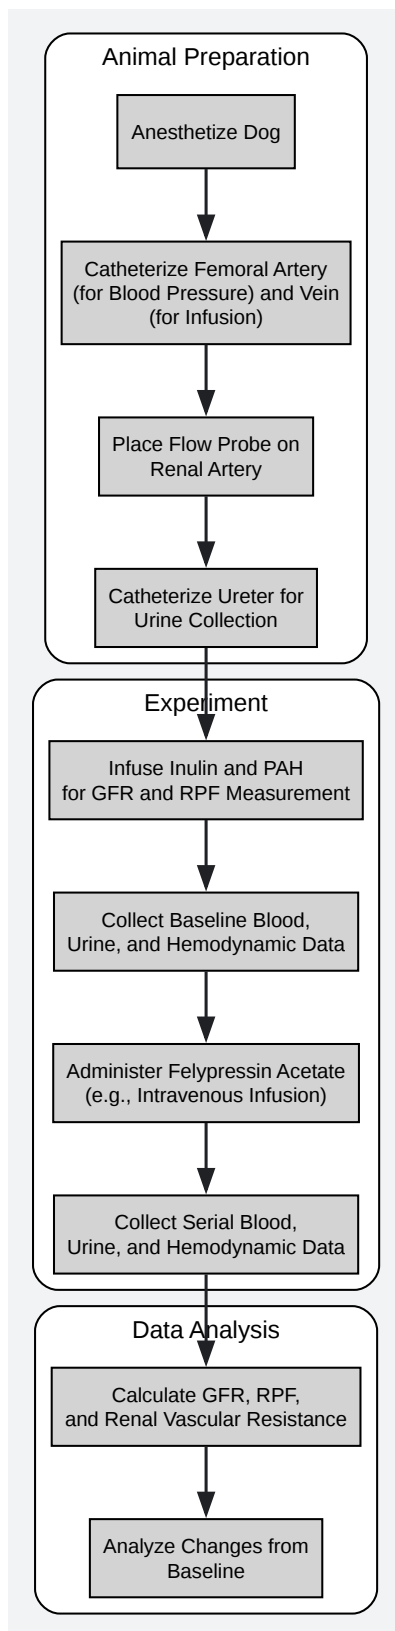 Animal Preparation
Anesthetize Dog
Catheterize Femoral Artery
(for Blood Pressure) and Vein
(for Infusion)
Place Flow Probe on
Renal Artery
Catheterize Ureter for
Urine Collection
Experiment
Infuse Inulin and PAH
for GFR and RPF Measurement
Collect Baseline Blood,
Urine, and Hemodynamic Data
Administer Felypressin Acetate
(e.g., Intravenous Infusion)
Collect Serial Blood,
Urine, and Hemodynamic Data
Data Analysis
Calculate GFR, RPF,
and Renal Vascular Resistance
Analyze Changes from
Baseline